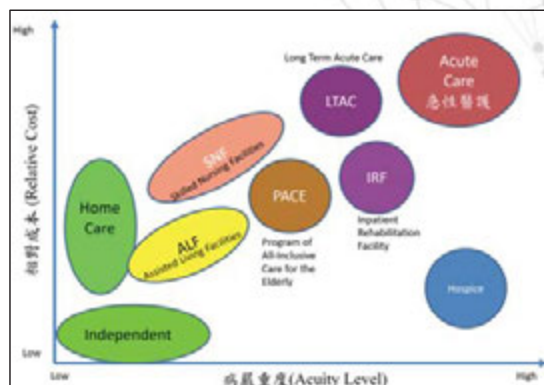 High
Long Term Acute Care
Acute
Care
急性醫護
LTAC
SNF
Skilled Nursing Facilities
IRF
PACE
Home
Care
Inpatient
Rehabilitation
Facility
ALF
Assisted Living Facilities
Program of
All-Inclusive
Care for the
Elderly
Hospice
Independent
相對成本 (Relative Cost)
Low
Low
病嚴重度(Acuity Level)
High